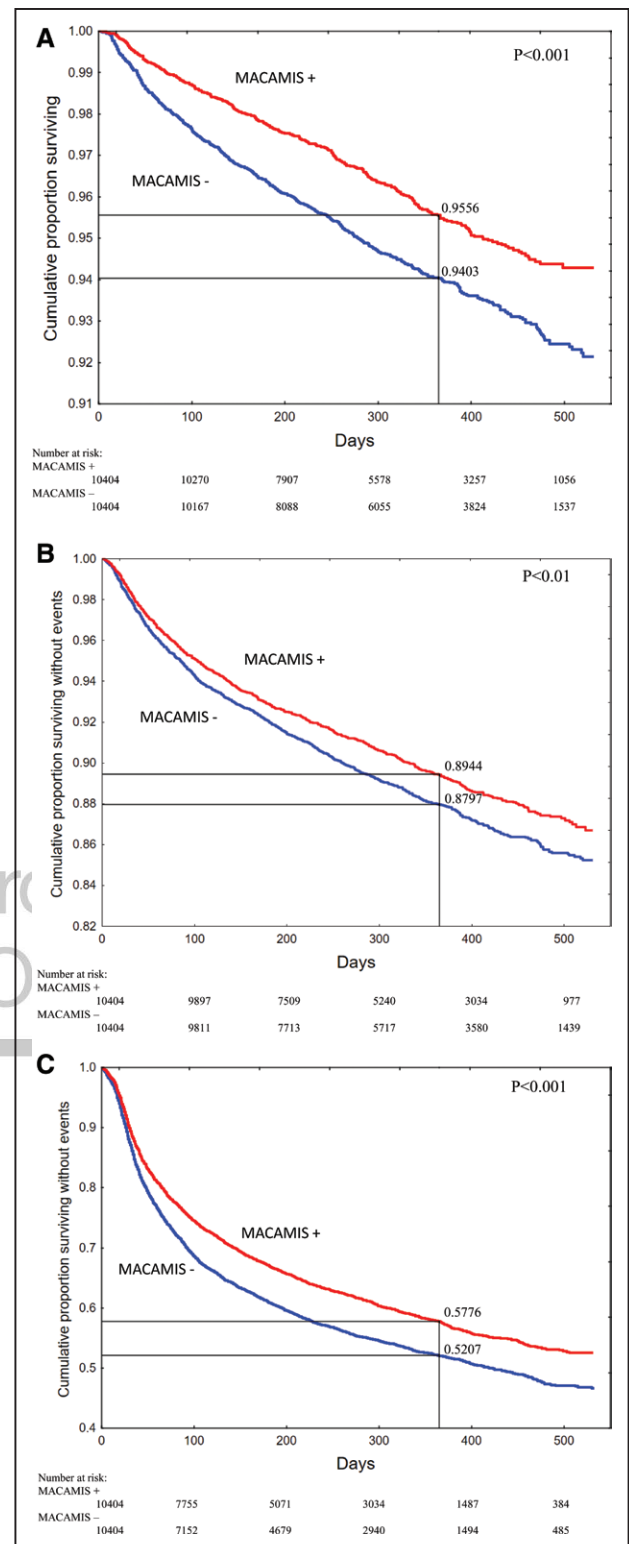 A
Cumulative proportion surviving
1.00
0.99
0.98
0.97
0.96
0.95
0.94
0.93
0.92
0.91
P<0.001
MACAMIS +
MACAMIS -
0.9556
0.9403
0 100 200 300 400 500
Days
Number at risk:
MACAMIS +
10404 10270 7907 5578 3257 1056
MACAMIS –
10404 10167 8088 6055 3824 1537
B
Cumulative proportion surviving without events
1.00
0.98
0.96
0.94
0.92
0.90
0.88
0.86
0.84
0.82
P<0.01
MACAMIS +
MACAMIS -
0.8944
0.8797
0 100 200 300 400 500
Days
Number at risk:
MACAMIS +
10404 9897 7509 5240 3034 977
MACAMIS –
10404 9811 7713 5717 3580 1439
C
Cumulative proportion surviving without events
1.0
0.9
0.8
0.7
0.6
0.5
0.4
P<0.001
MACAMIS +
MACAMIS -
0.5776
0.5207
0 100 200 300 400 500
Days
Number at risk:
MACAMIS +
10404 7755 5071 3034 1487 384
MACAMIS –
10404 7152 4679 2940 1494 485